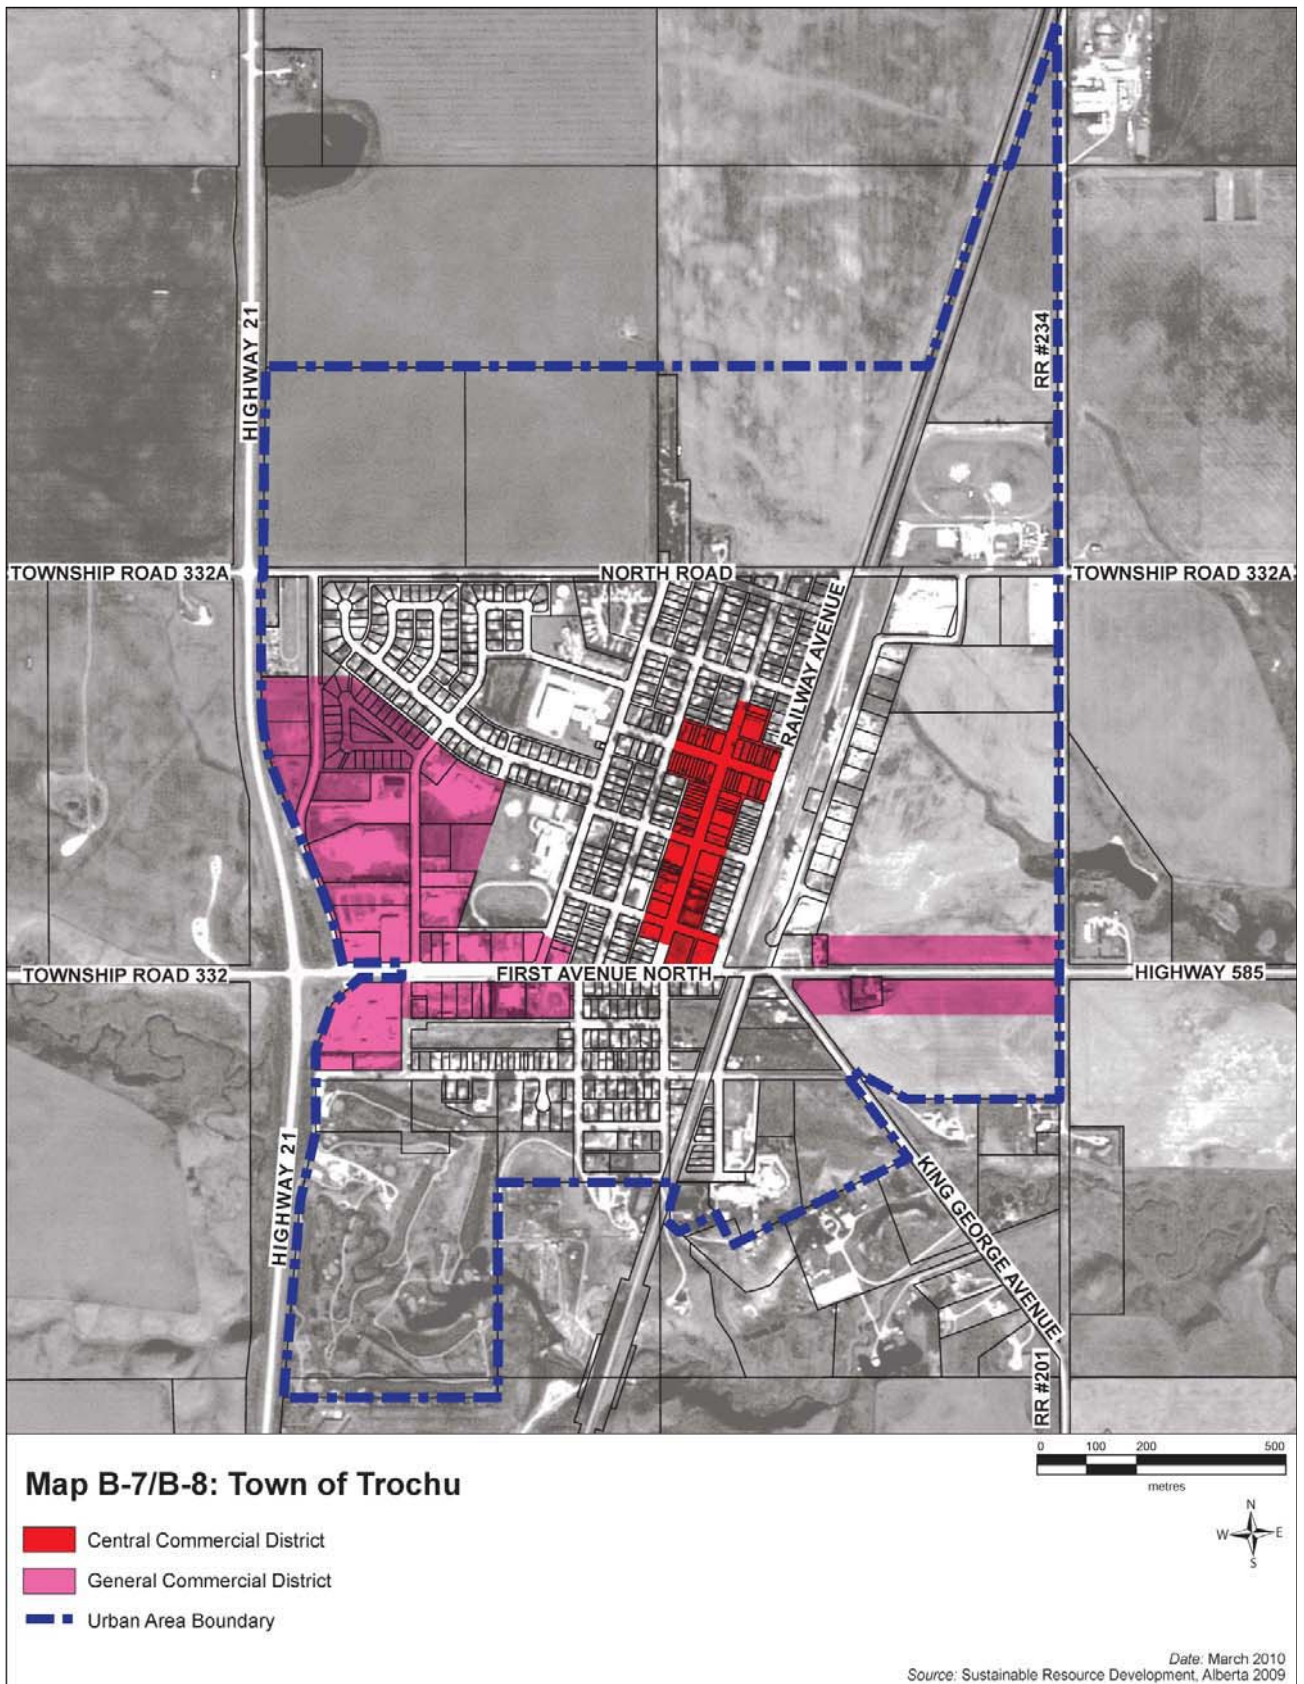 HIGHWAY 21
RR #234
TOWNSHIP ROAD 332A
NORTH ROAD
TOWNSHIP ROAD 332A
RAILWAY AVENUE
TOWNSHIP ROAD 332
FIRST AVENUE NORTH
HIGHWAY 585
HIGHWAY 21
KING GEORGE AVENUE
RR #201
0 100 200 500
metres
Map B-7/B-8: Town of Trochu
Central Commercial District
General Commercial District
Urban Area Boundary
N
W E
S
Date: March 2010
Source: Sustainable Resource Development, Alberta 2009